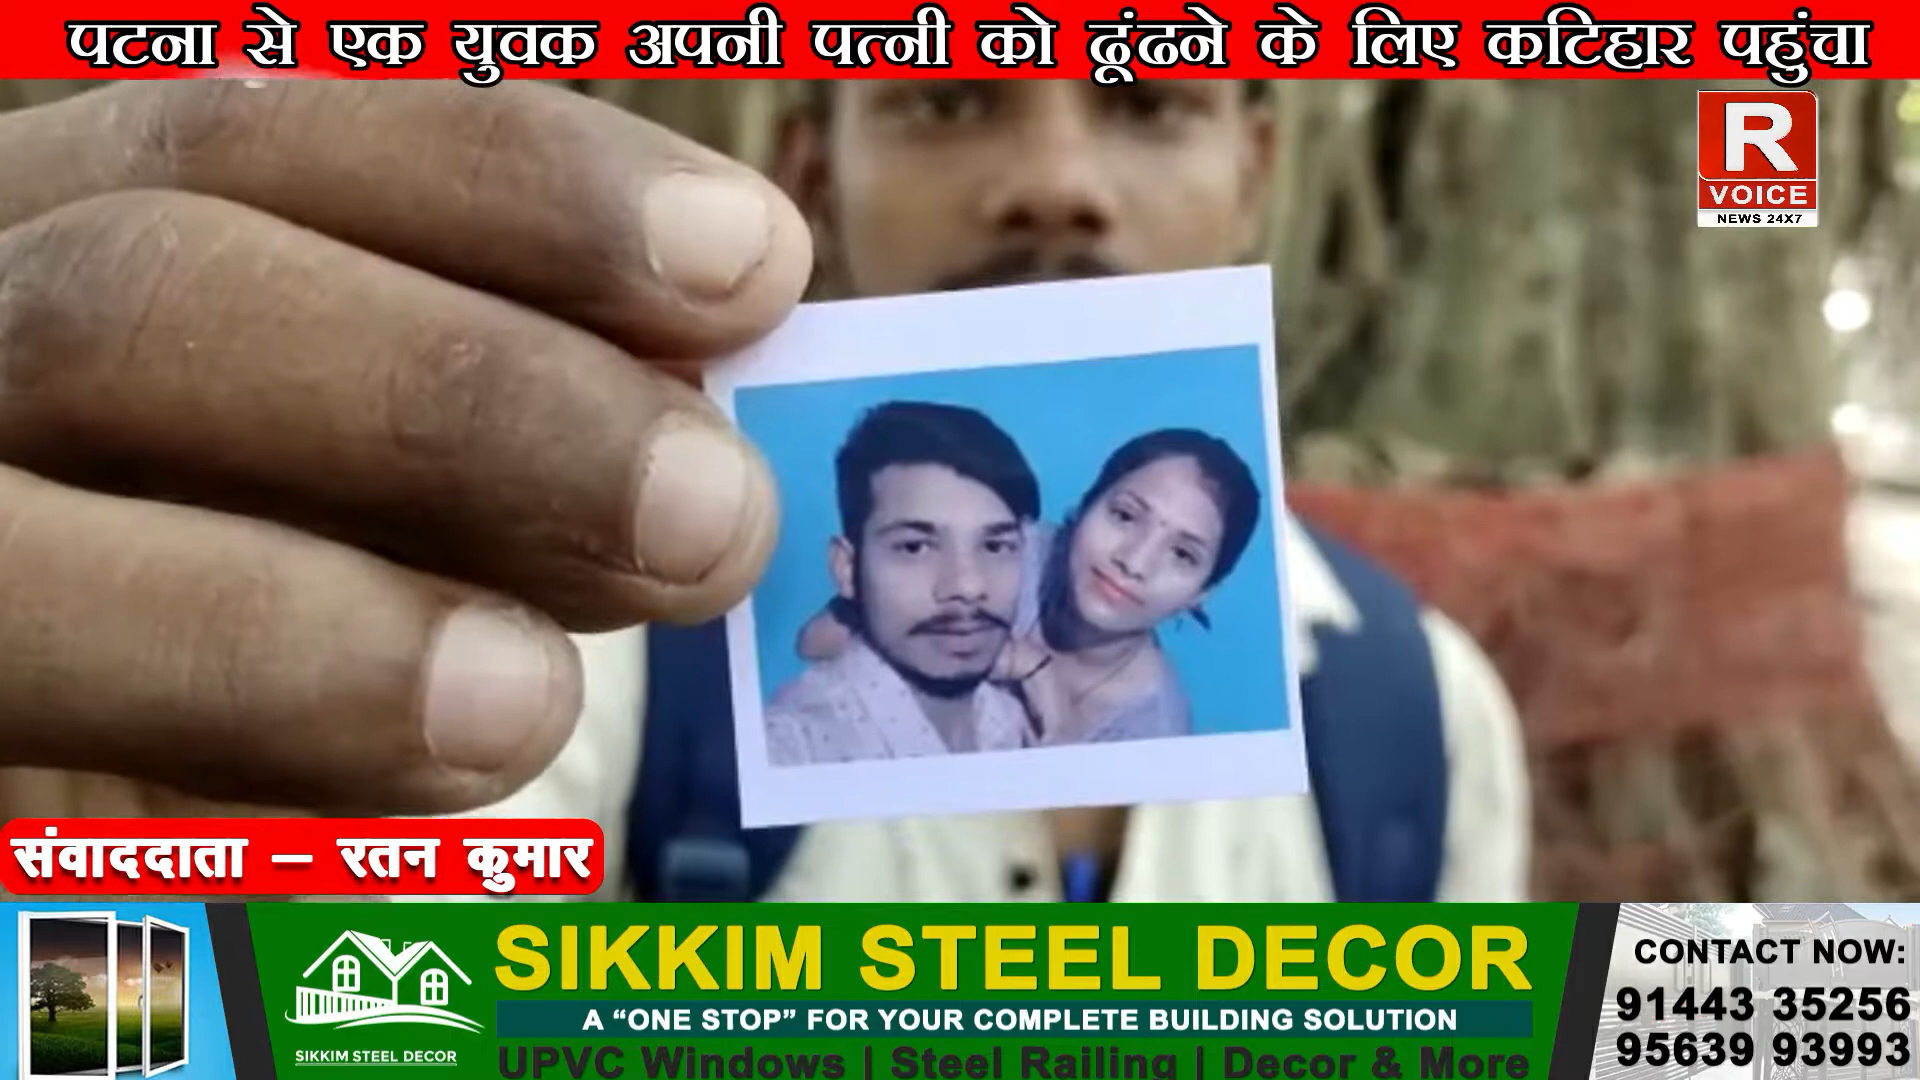 पटना से एक युवक अपनी पत्नी को ढूंढने के लिए कटिहार पहुंचा
R
VOICE
NEWS 24X7
संवाददाता – रतन कुमार
SIKKIM STEEL DECOR
A “ONE STOP” FOR YOUR COMPLETE BUILDING SOLUTION
UPVC Windows | Steel Railing | Decor & More
SIKKIM STEEL DECOR
CONTACT NOW:
91443 35256
95639 93993